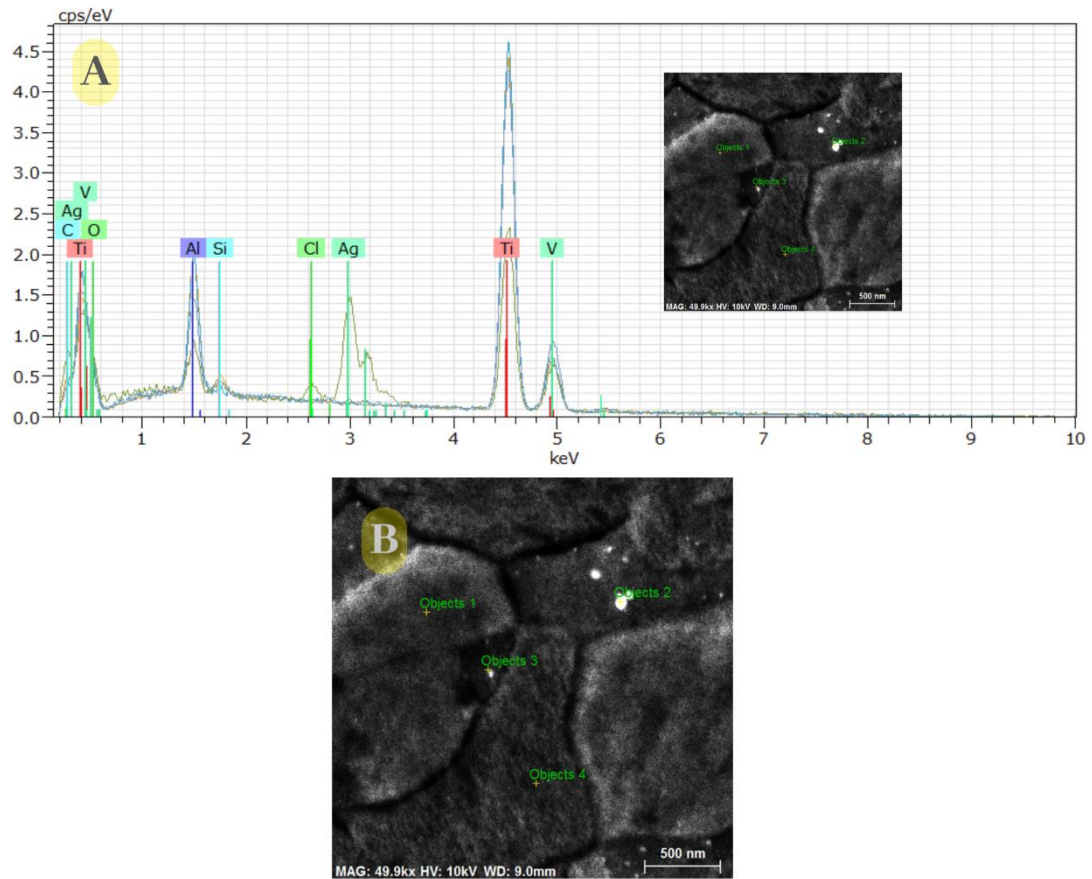 cps/eV
A
4.5
4.0
3.5
3.0
2.5
2.0
1.5
1.0
0.5
0.0
V
Ag
C
O
Ti
Al
Si
Cl
Ag
Ti
V
1 2 3 4 5 6 7 8 9 10
keV
Objects 1
Objects 2
Objects 3
Objects 4
500 nm
MAG: 49.9kx HV: 10kV WD: 9.0mm
B
Objects 1
Objects 2
Objects 3
Objects 4
500 nm
MAG: 49.9kx HV: 10kV WD: 9.0mm